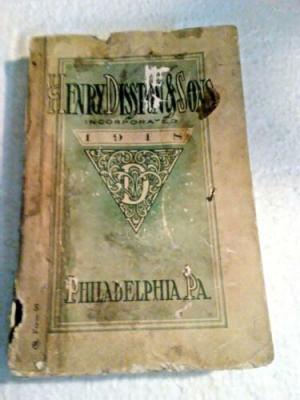 HENRY DISSTON & SONS
INCORPORATED
1918
D
PHILADELPHIA, PA.